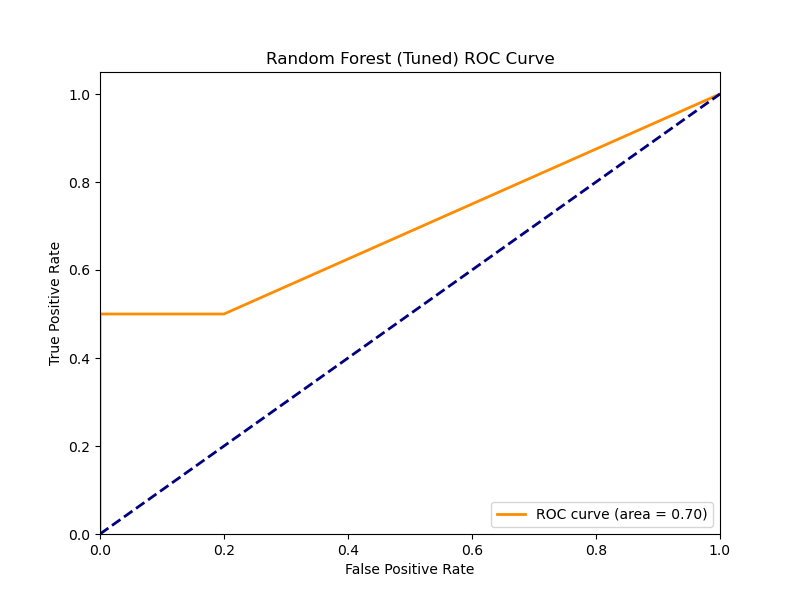 Random Forest (Tuned) ROC Curve
True Positive Rate
1.0
0.8
0.6
0.4
0.2
0.0
ROC curve (area = 0.70)
0.0 0.2 0.4 0.6 0.8 1.0
False Positive Rate